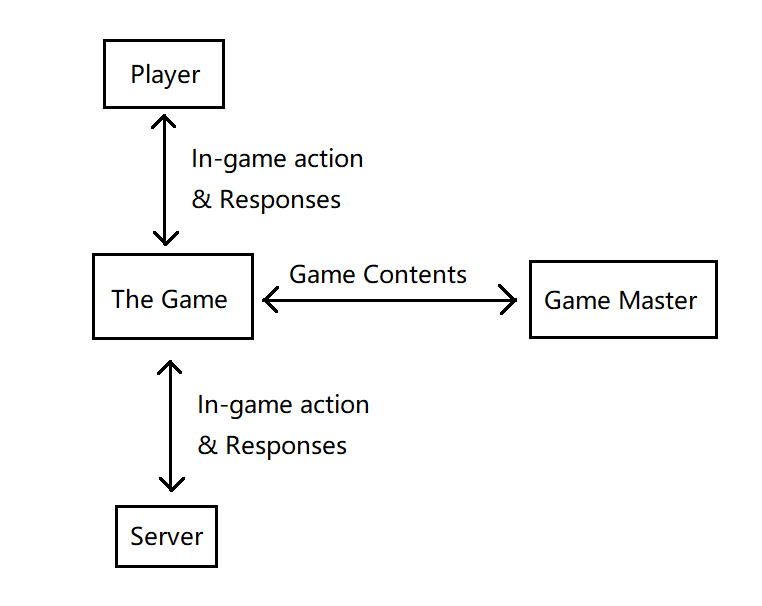 Player
In-game action
& Responses
The Game
Game Contents
Game Master
In-game action
& Responses
Server